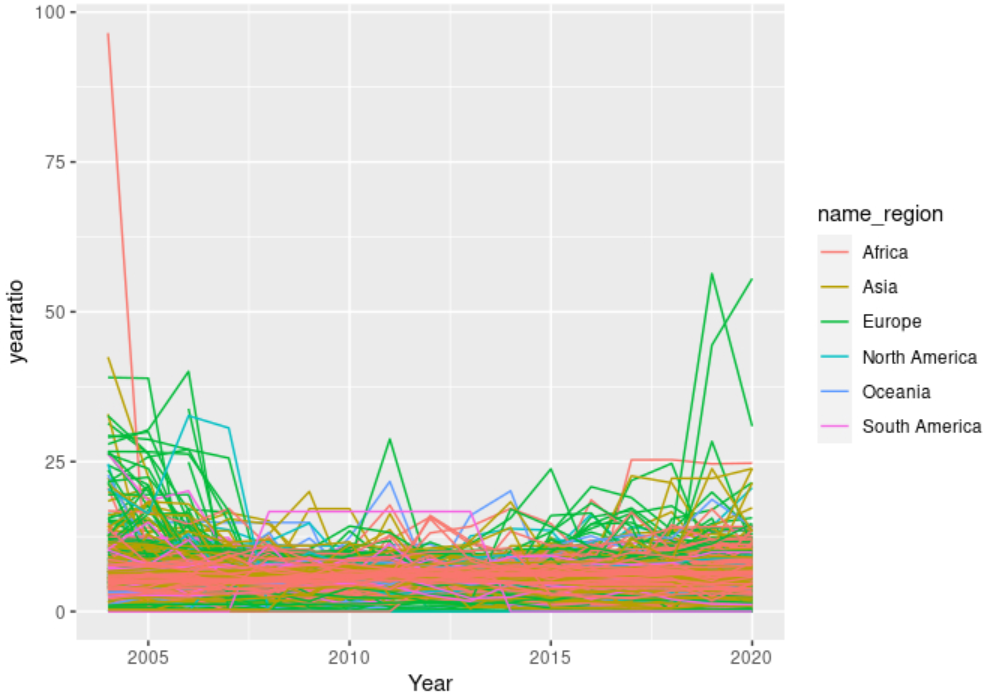 100
75
50
25
0
yearratio
2005 2010 2015 2020
Year
name_region
Africa
Asia
Europe
North America
Oceania
South America